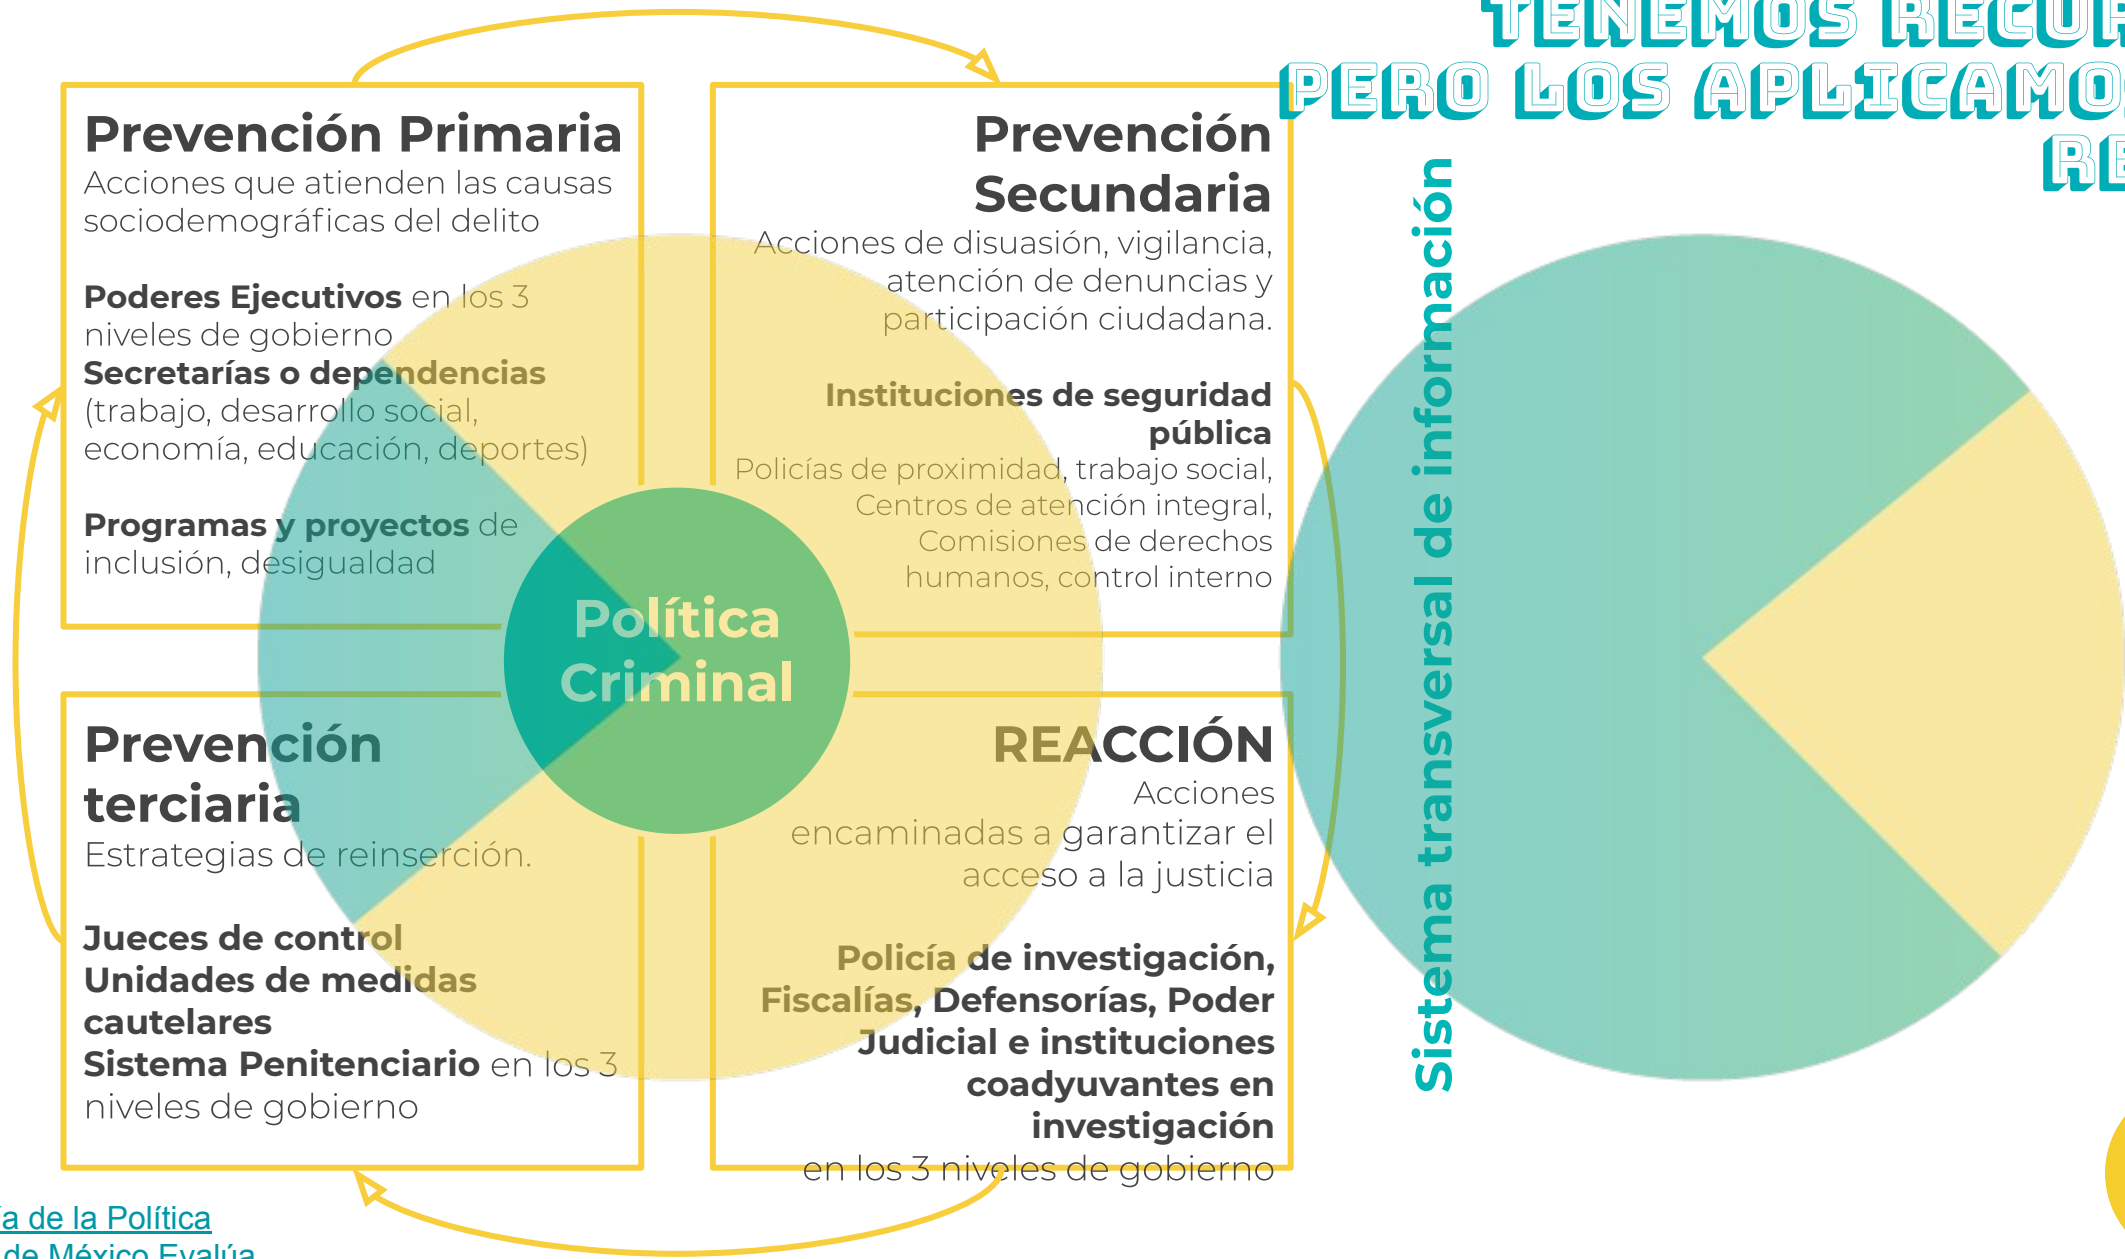 TENEMOS
PERO LOS
Prevención Primaria
Acciones que atienden las causas
sociodemográficas del delito
Poderes Ejecutivos en los 3
niveles de gobierno
Secretarías o dependencias
(trabajo, desarrollo social,
economía, educación, deportes)
Programas y proyectos de
inclusión, desigualdad
Prevención
Secundaria
Acciones de disuasión, vigilancia,
atención de denuncias y
participación ciudadana.
Instituciones de seguridad
pública
Policías de proximidad, trabajo social,
Centros de atención integral,
Comisiones de derechos
humanos, control interno
Política
Criminal
Prevención
terciaria
Estrategias de reinserción.
Jueces de control
Unidades de medidas
cautelares
Sistema Penitenciario en los 3
niveles de gobierno
REACCIÓN
Acciones
encaminadas a garantizar el
acceso a la justicia
Policía de investigación,
Fiscalías, Defensorías, Poder
Judicial e instituciones
coadyuvantes en
investigación
en los 3 niveles de gobierno
Sistema transversal de información
de la Política
de México Evalúa